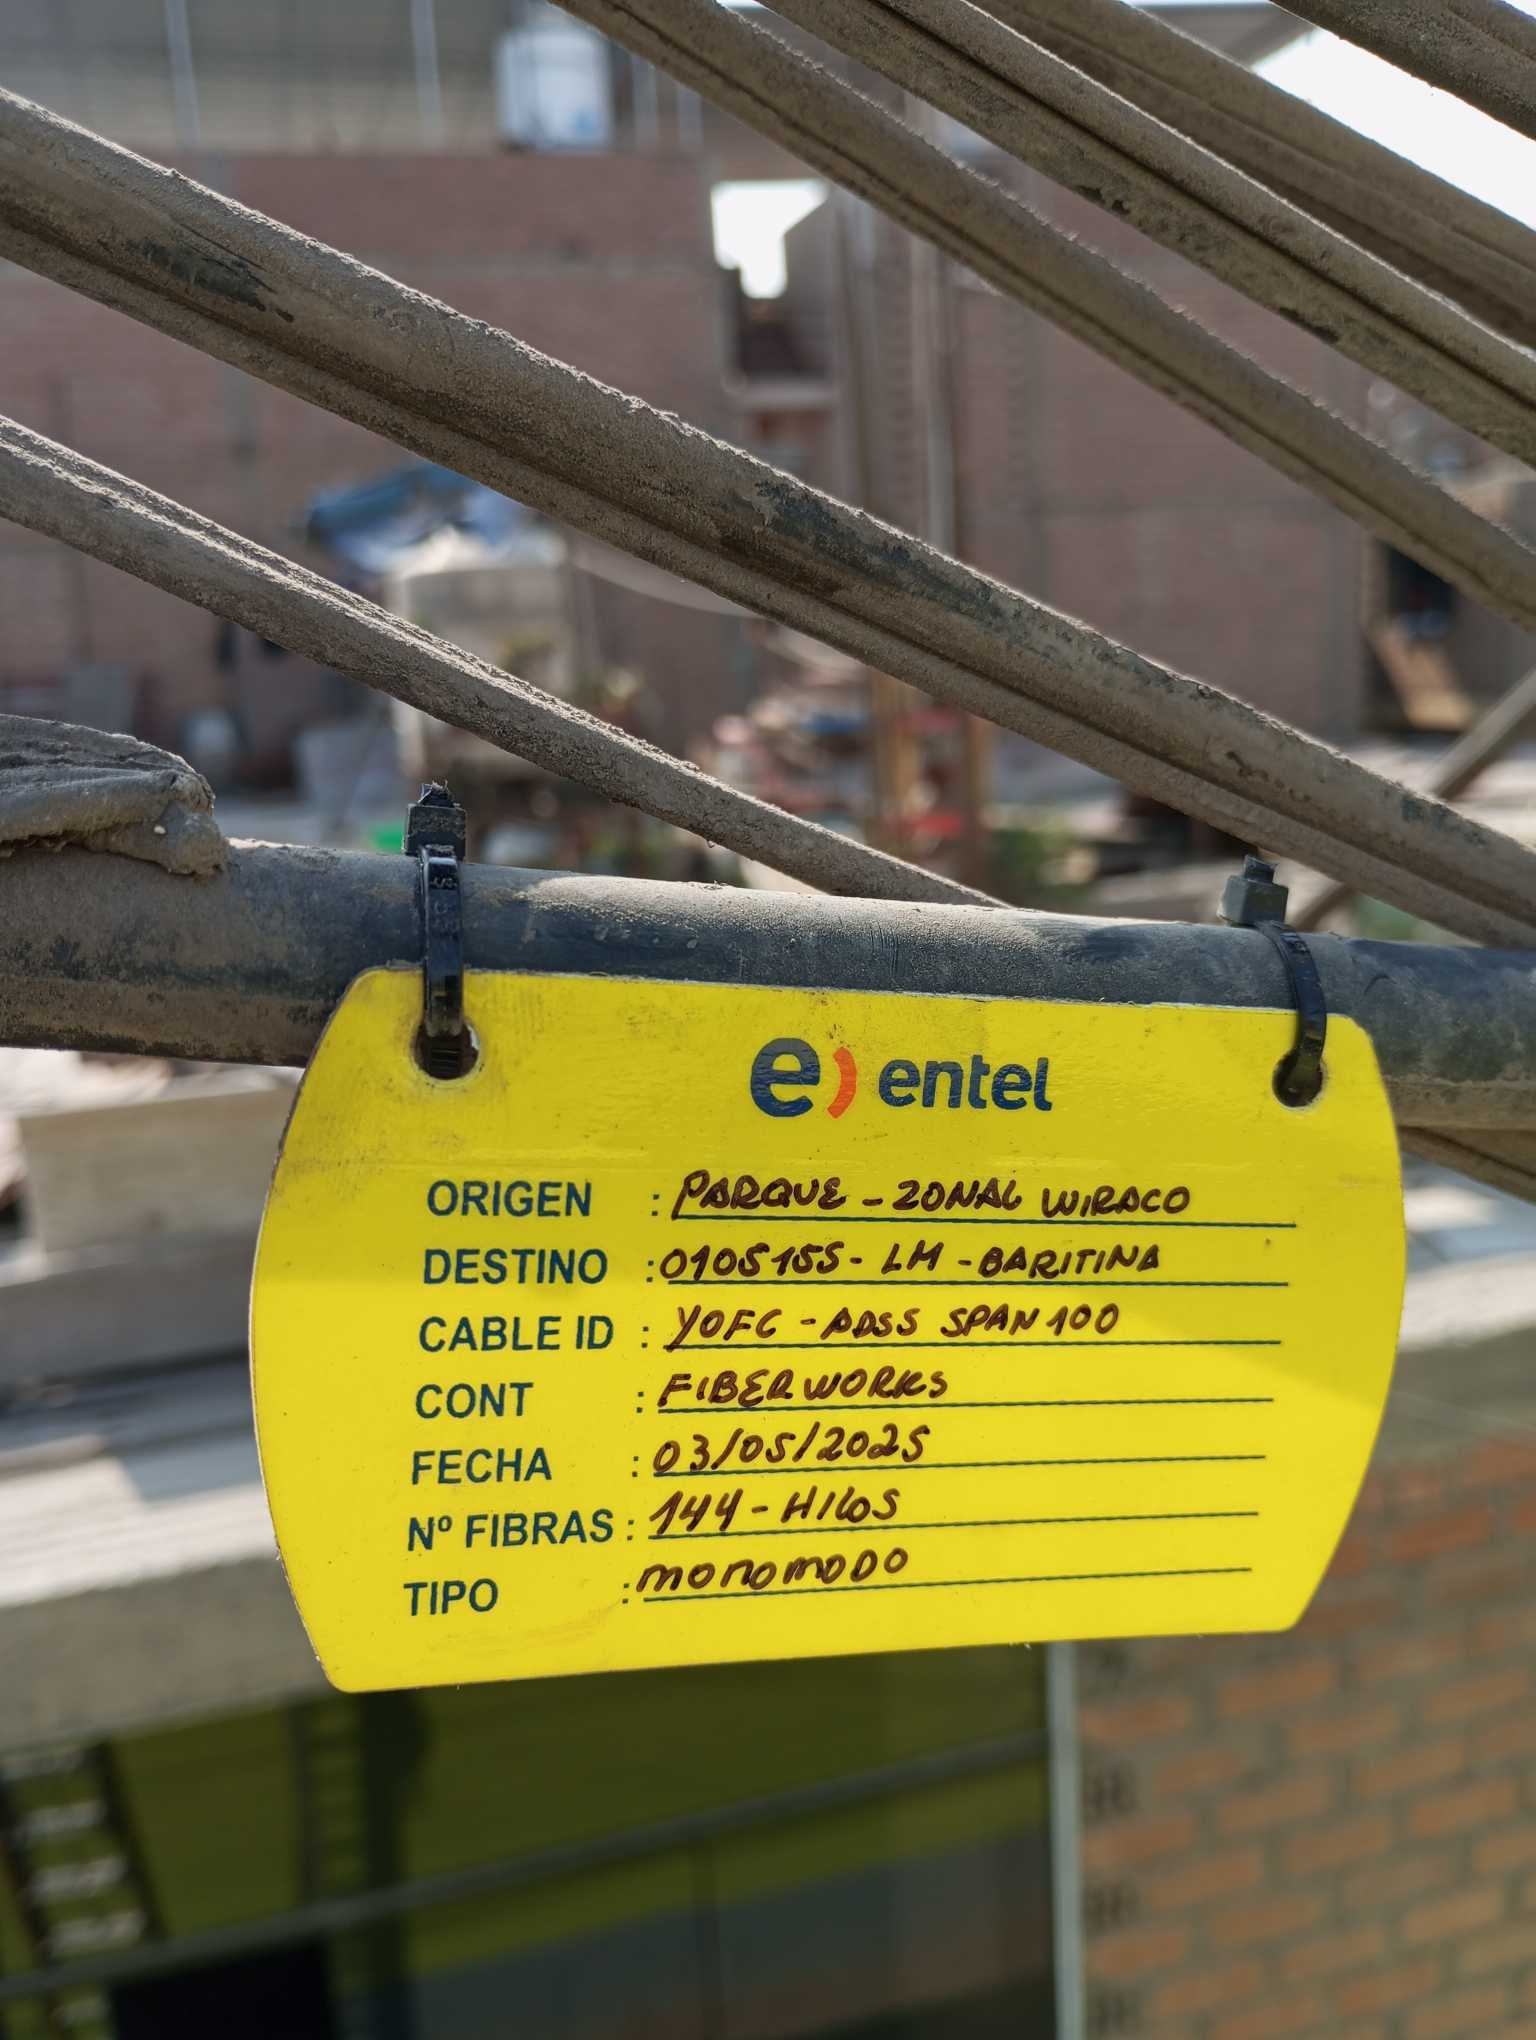 e) entel
ORIGEN : PARQUE - ZONAL WIRACO
DESTINO : 0105155 - LM - BARITINA
CABLE ID : YOFC - ADSS SPAN 100
CONT : FIBERWORKS
FECHA : 03/05/2025
Nº FIBRAS : 144 - HILOS
TIPO : MONOMODO